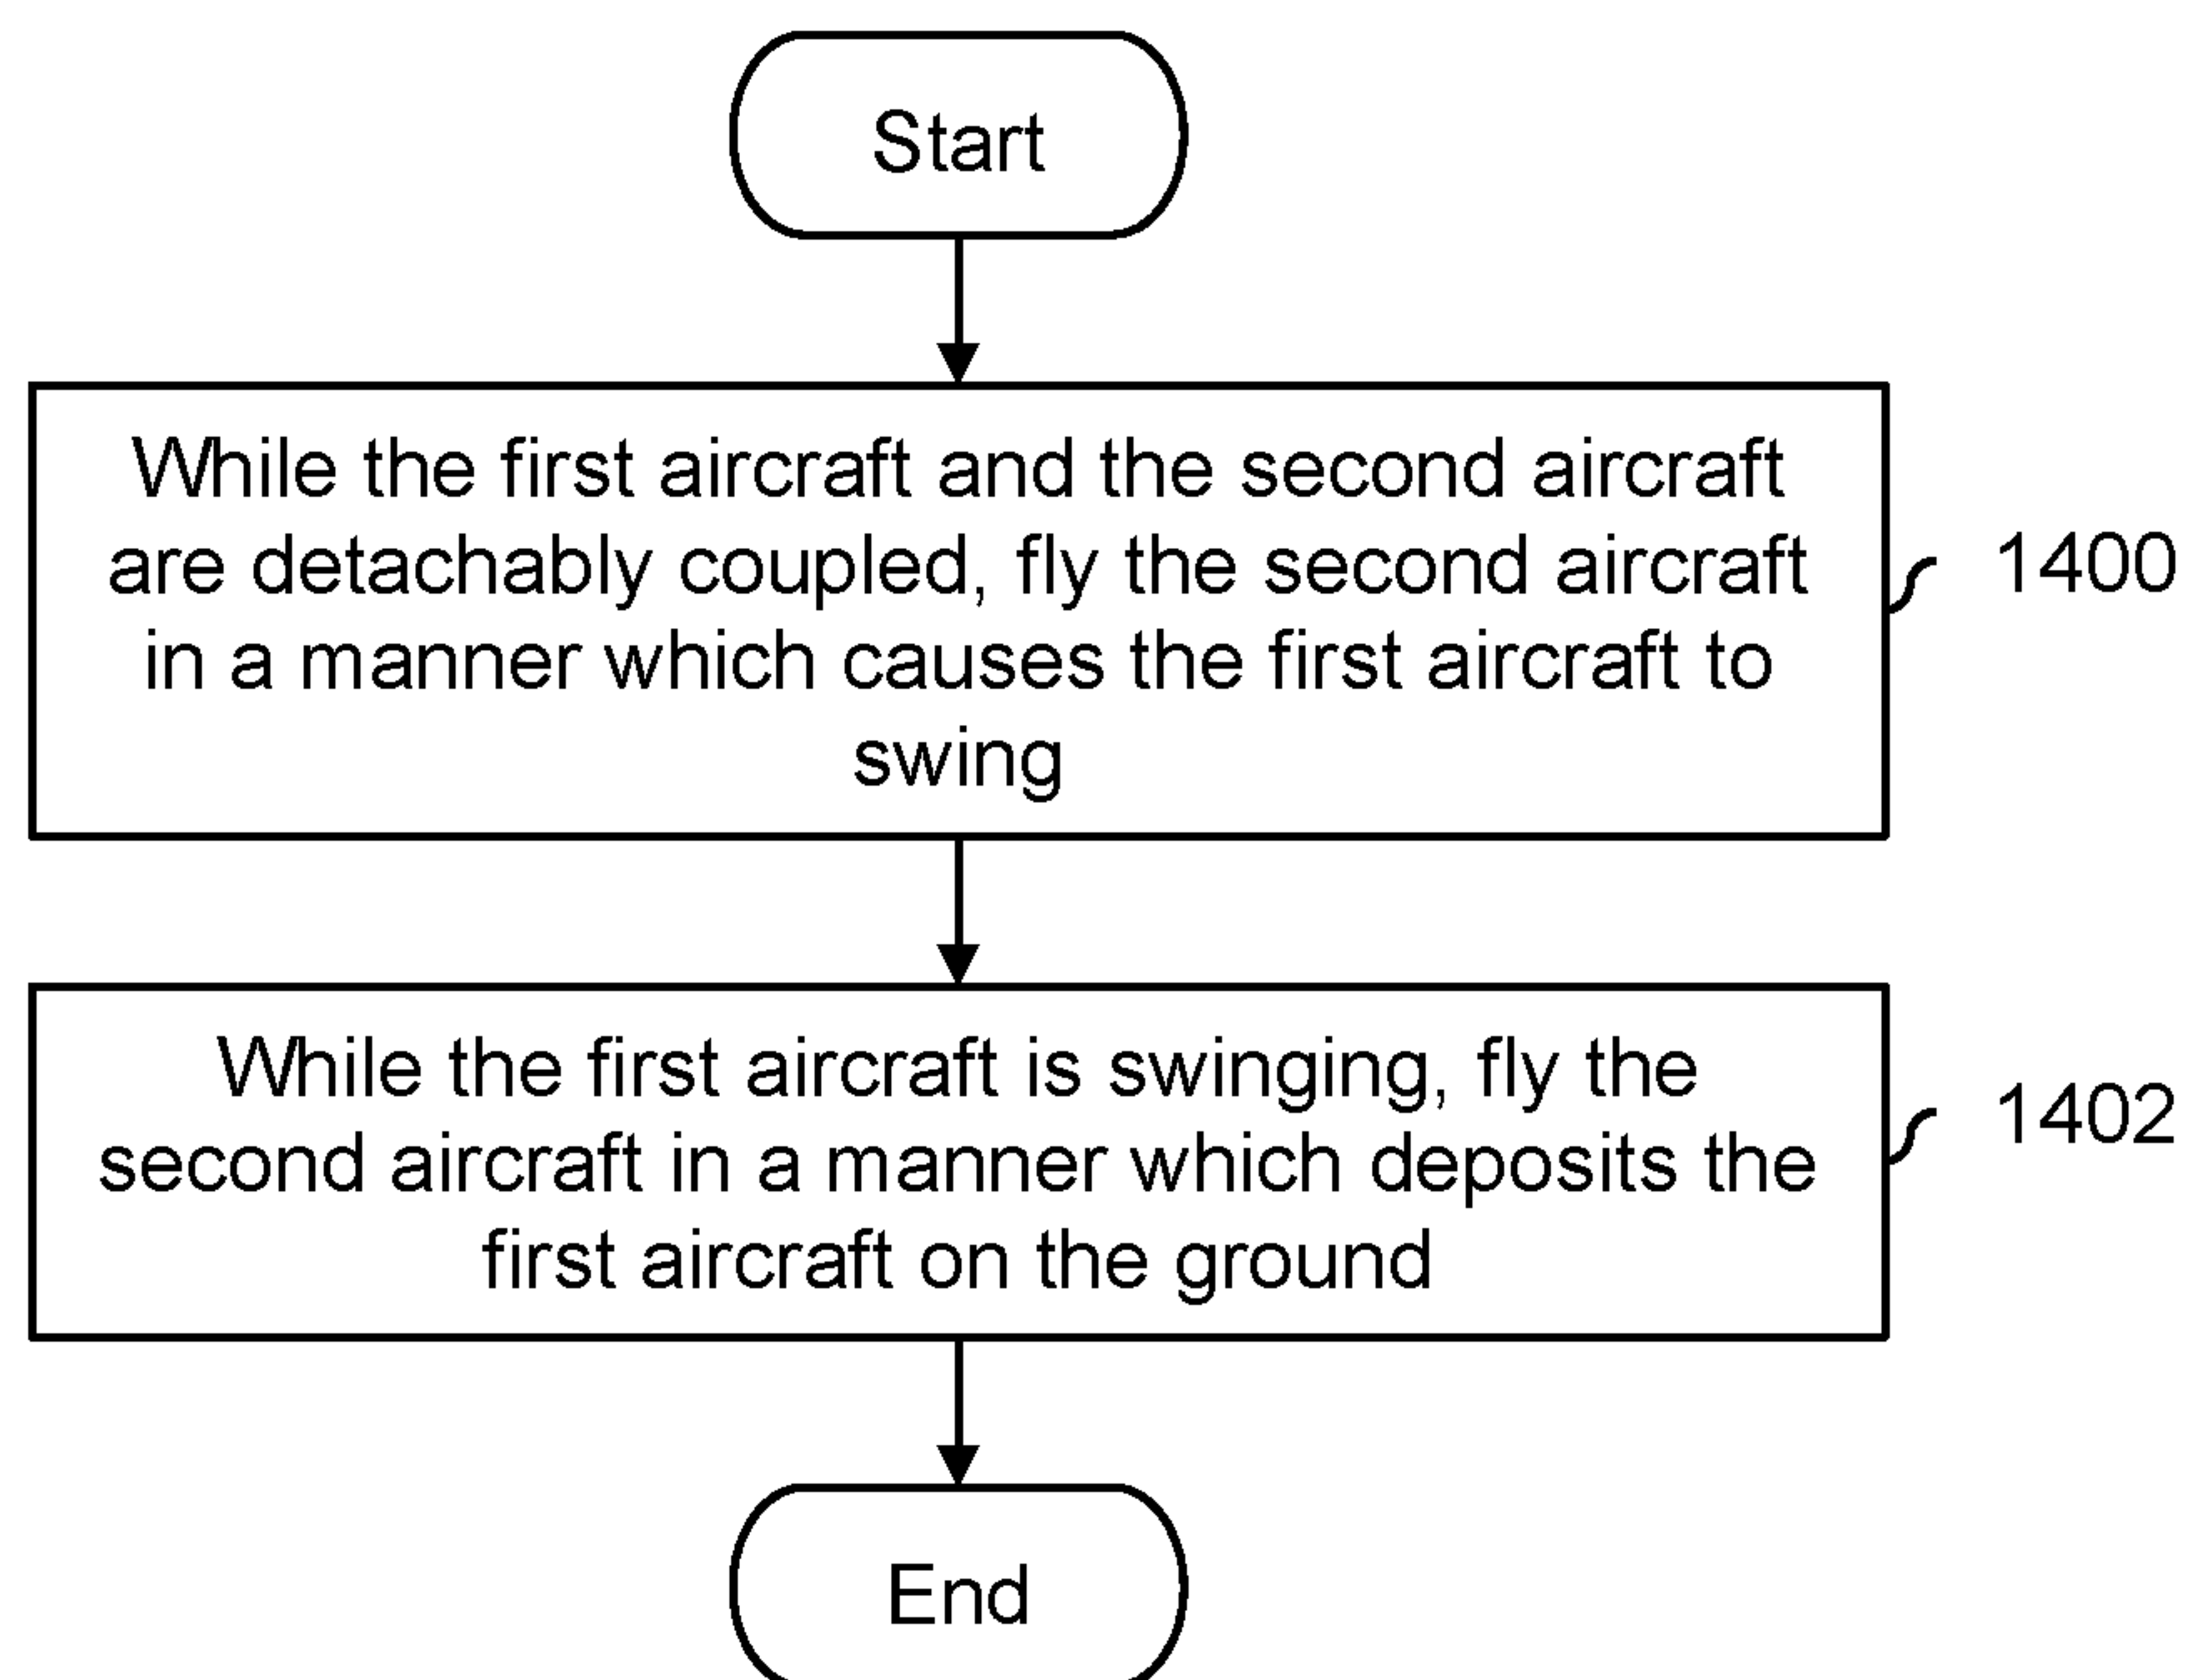 Start
While the first aircraft and the second aircraft
are detachably coupled, fly the second aircraft
in a manner which causes the first aircraft to
swing
1400
While the first aircraft is swinging, fly the
second aircraft in a manner which deposits the
first aircraft on the ground
1402
End